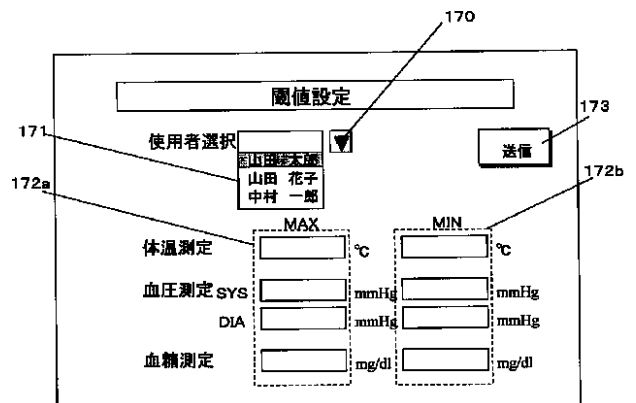 170
閾値設定
173
171
使用者選択 ▼
送信
山田 太郎
山田 花子
172b
172a
中村 一郎
MAX MIN
体温測定 ℃ ℃
血圧測定 SYS mmHg mmHg
DIA mmHg mmHg
血糖測定 mg/dl mg/dl